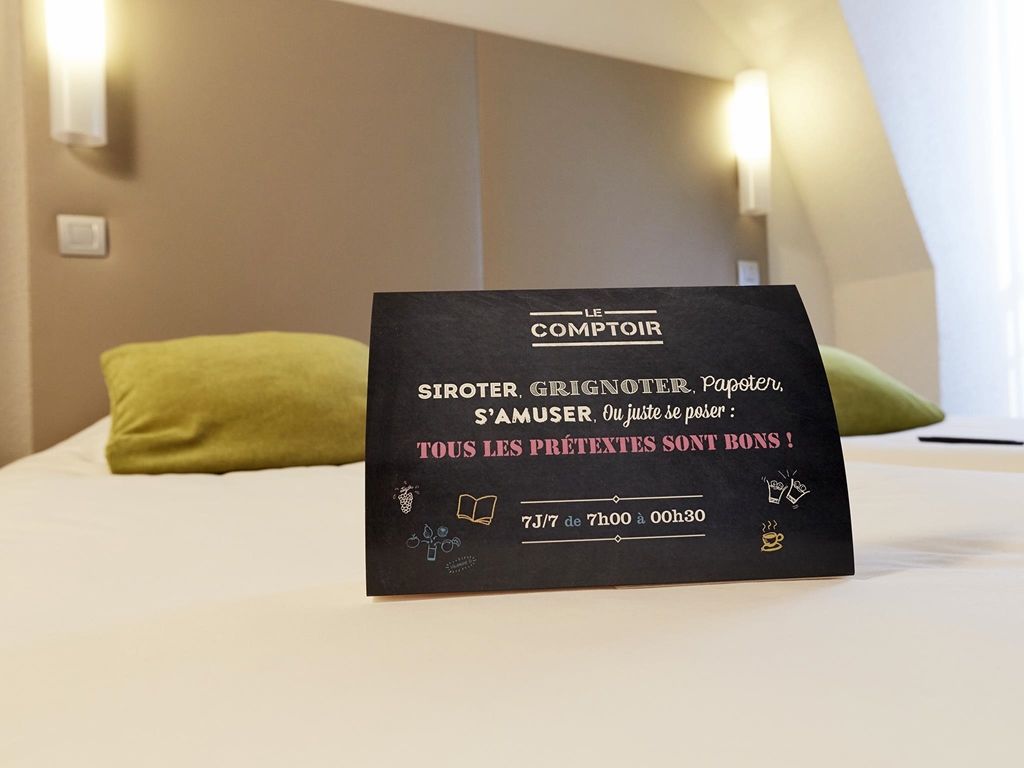 LE
COMPTOIR
SIROTER, GRIGNOTER, Papoter,
S'AMUSER, Ou juste se poser :
TOUS LES PRÉTEXTES SONT BONS !
7J/7 de 7h00 à 00h30